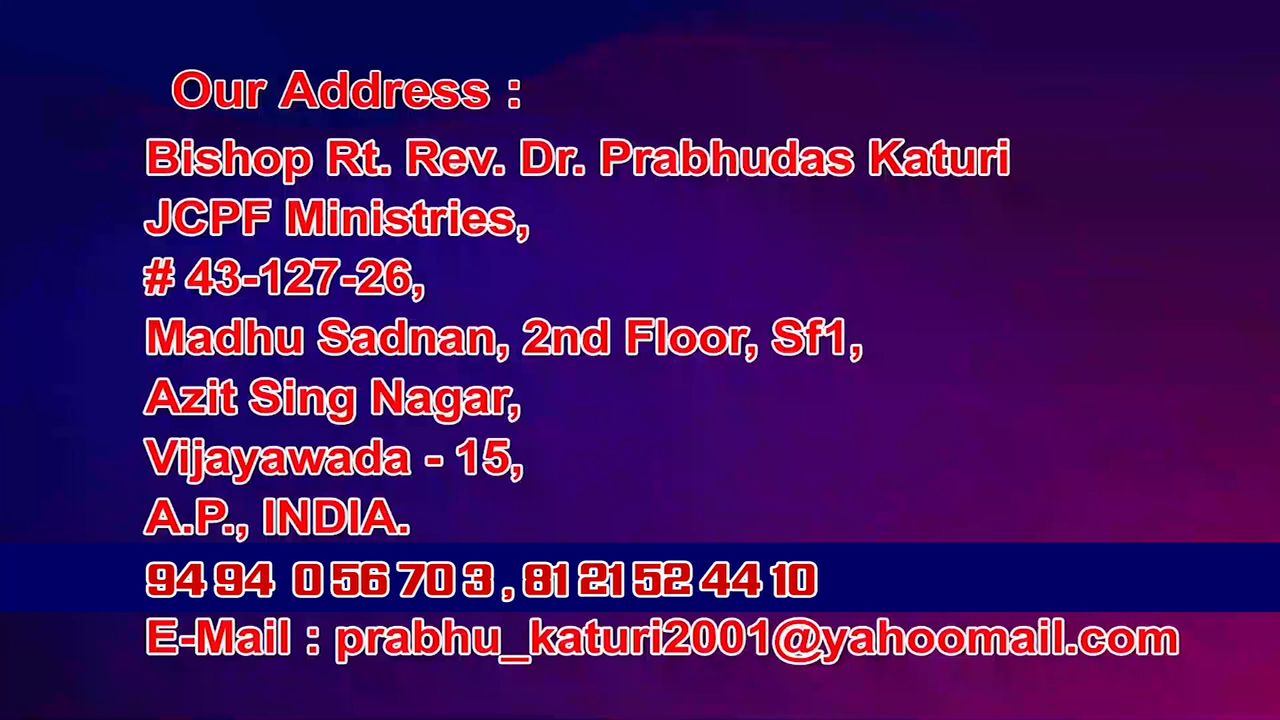 Our Address :
Bishop Rt. Rev. Dr. Prabhudas Katuri
JCPF Ministries,
# 43-127-26,
Madhu Sadnan, 2nd Floor, Sf1,
Azit Sing Nagar,
Vijayawada - 15,
A.P., INDIA.
94 94 0 56 70 3 , 81 21 52 44 10
E-Mail : prabhu_katuri2001@yahoomail.com